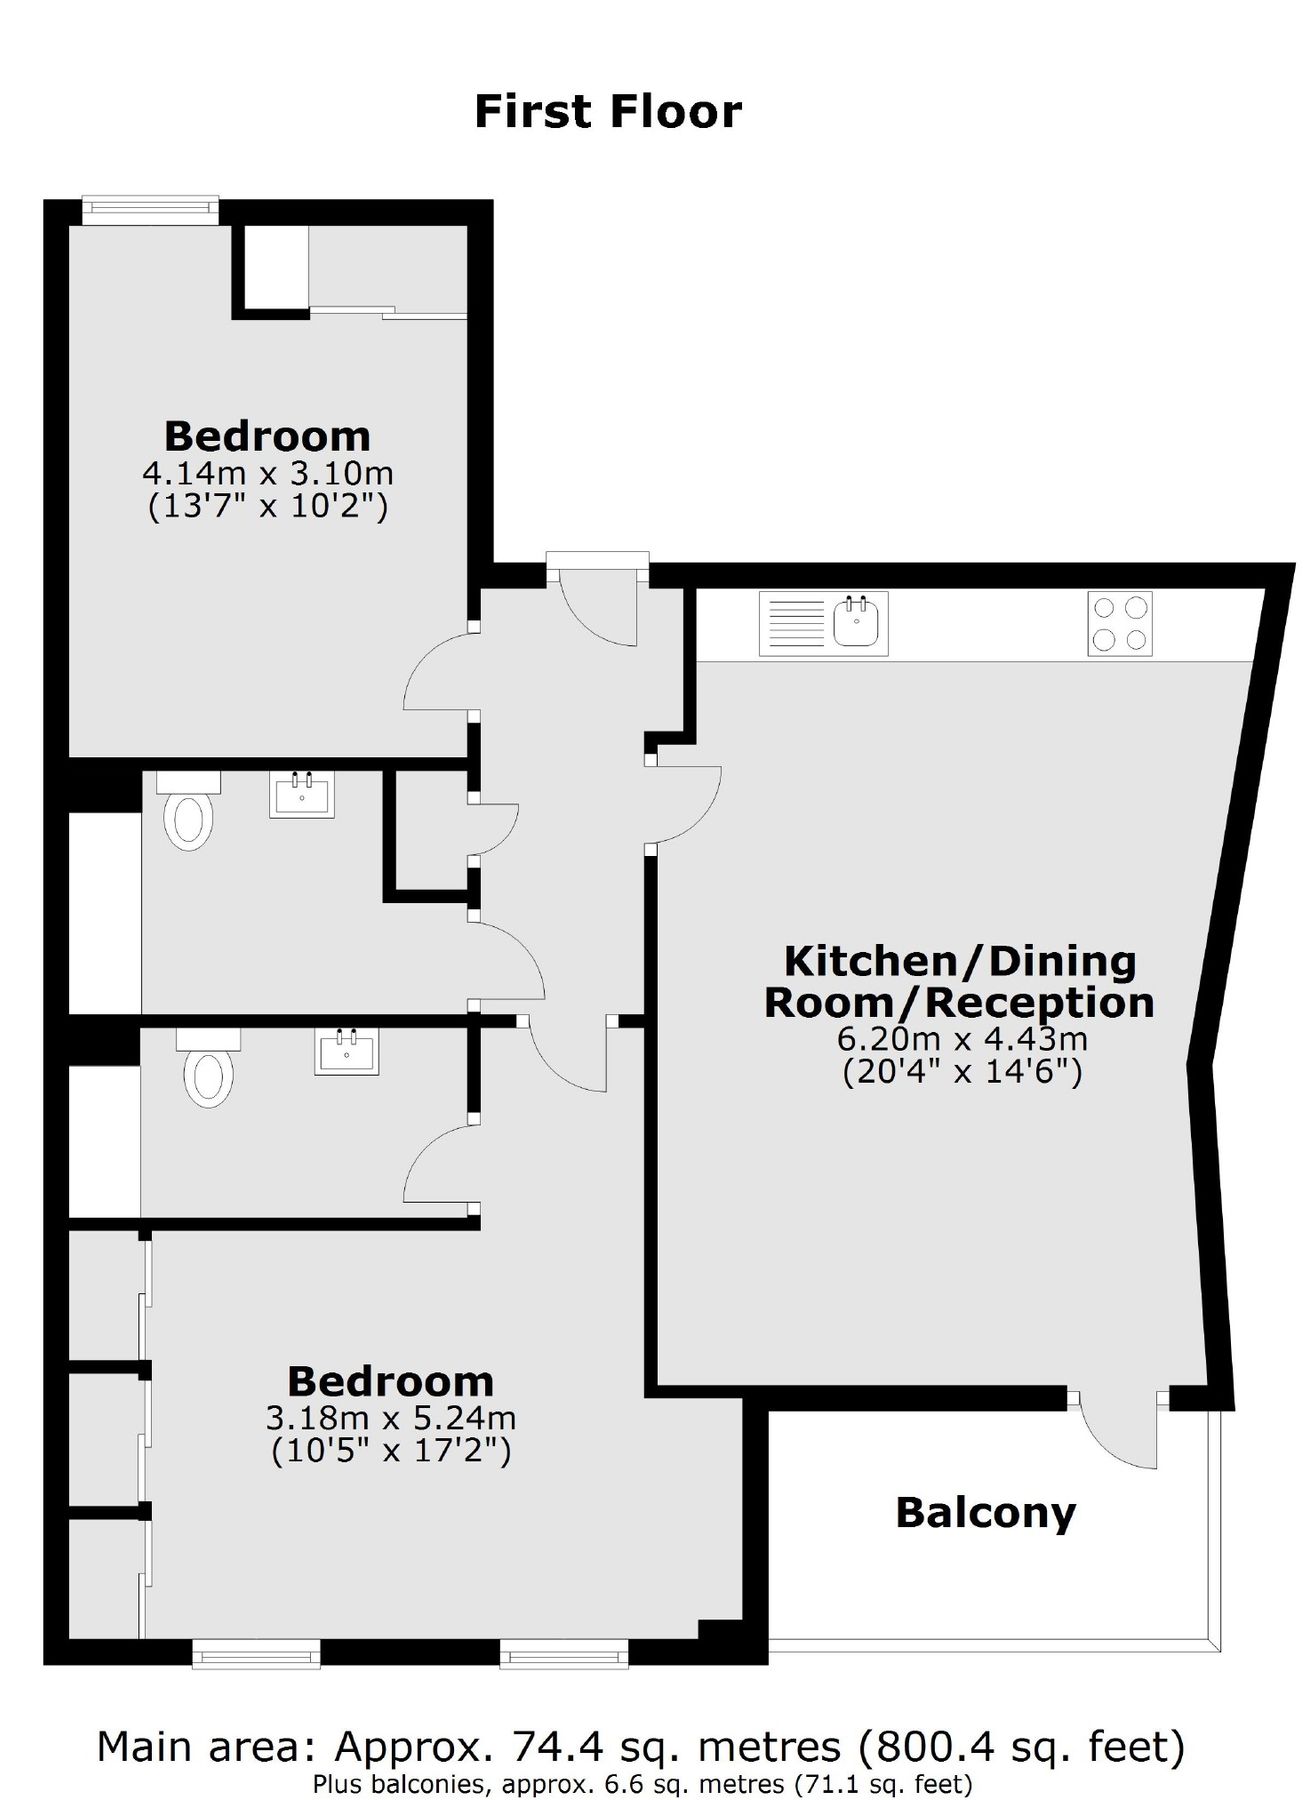 First Floor
Bedroom
4.14m x 3.10m
(13'7" x 10'2")
Kitchen/Dining
Room/Reception
6.20m x 4.43m
(20'4" x 14'6")
Bedroom
3.18m x 5.24m
(10'5" x 17'2")
Balcony
Main area: Approx. 74.4 sq. metres (800.4 sq. feet)
Plus balconies, approx. 6.6 sq. metres (71.1 sq. feet)